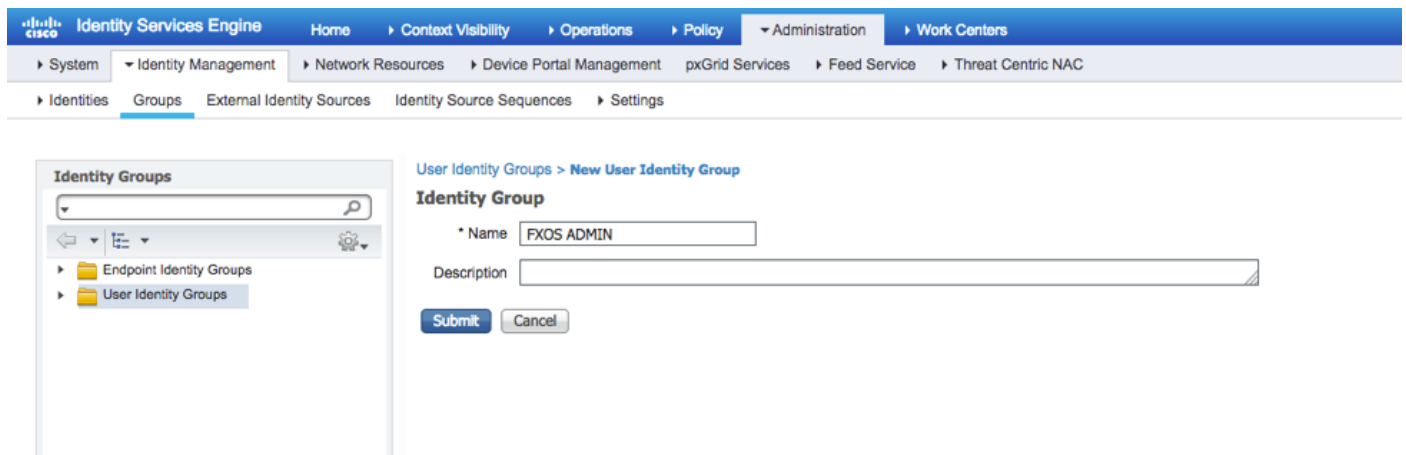 cisco Identity Services Engine Home Context Visibility Operations Policy Administration Work Centers
System Identity Management Network Resources Device Portal Management pxGrid Services Feed Service Threat Centric NAC
Identities Groups External Identity Sources Identity Source Sequences Settings
Identity Groups
Endpoint Identity Groups
User Identity Groups
User Identity Groups > New User Identity Group
Identity Group
* Name FXOS ADMIN
Description
Submit Cancel